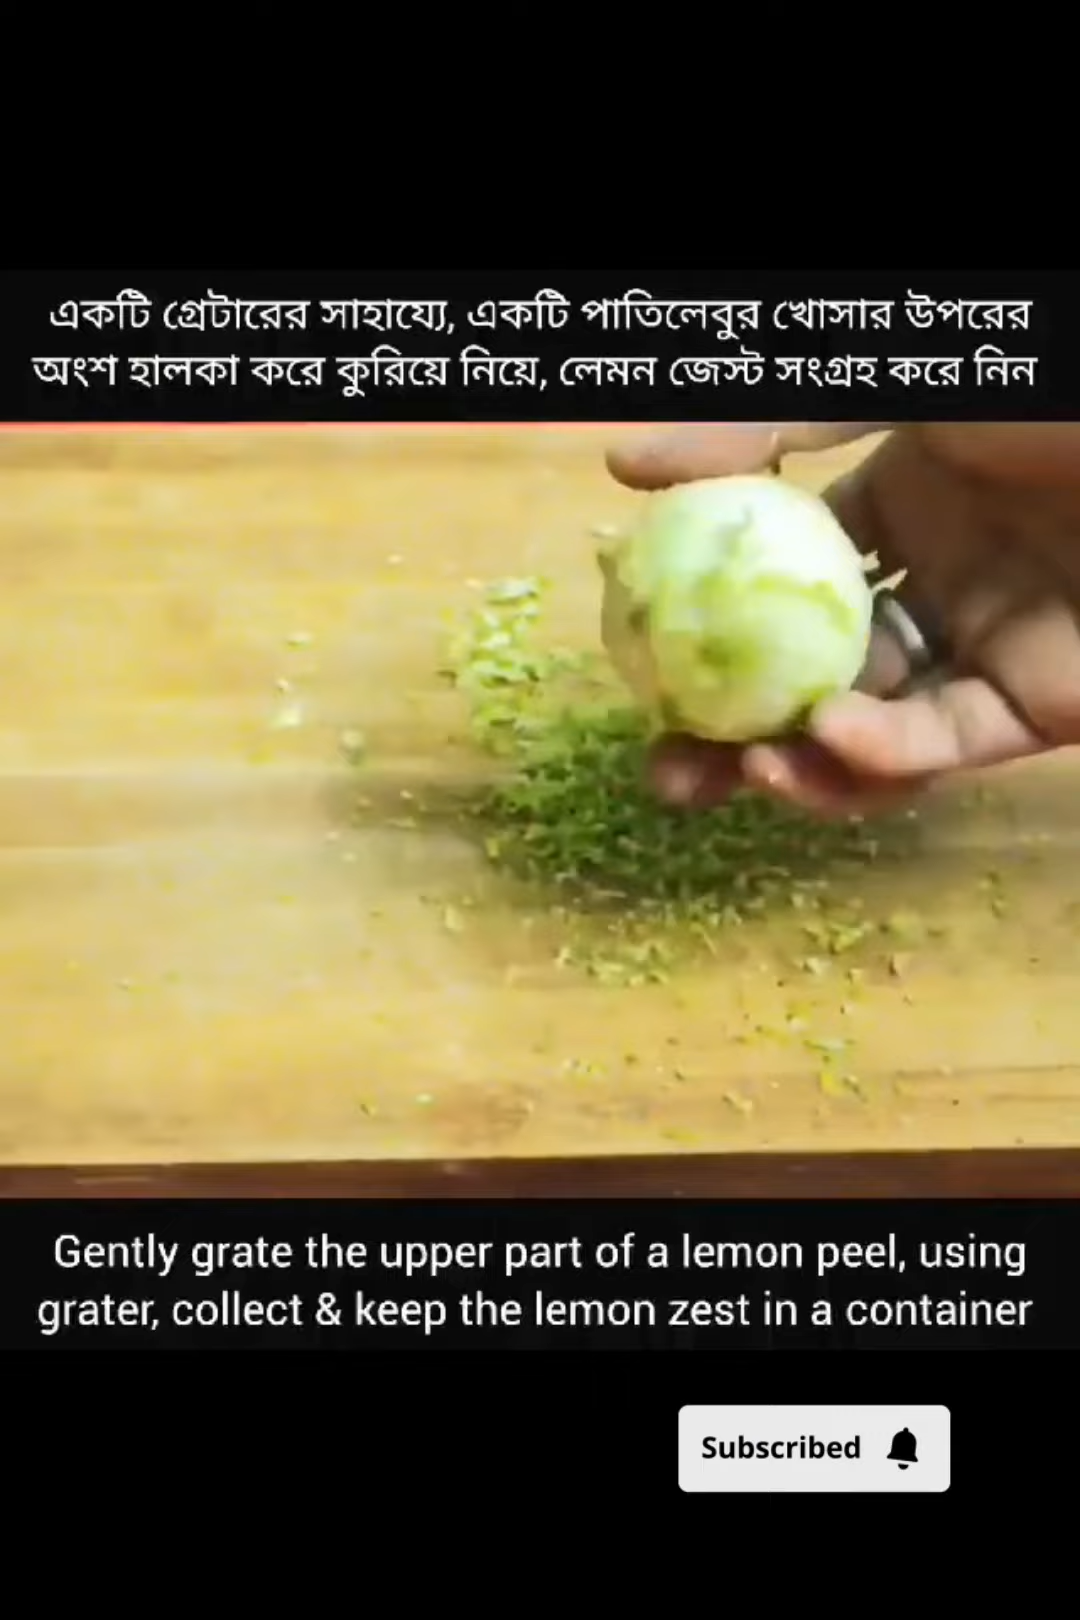 একটি গ্রেটারের সাহায্যে, একটি পাতিলেবুর খোসার উপরের
অংশ হালকা করে কুরিয়ে নিয়ে, লেমন জেস্ট সংগ্রহ করে নিন
Gently grate the upper part of a lemon peel, using
grater, collect & keep the lemon zest in a container
Subscribed